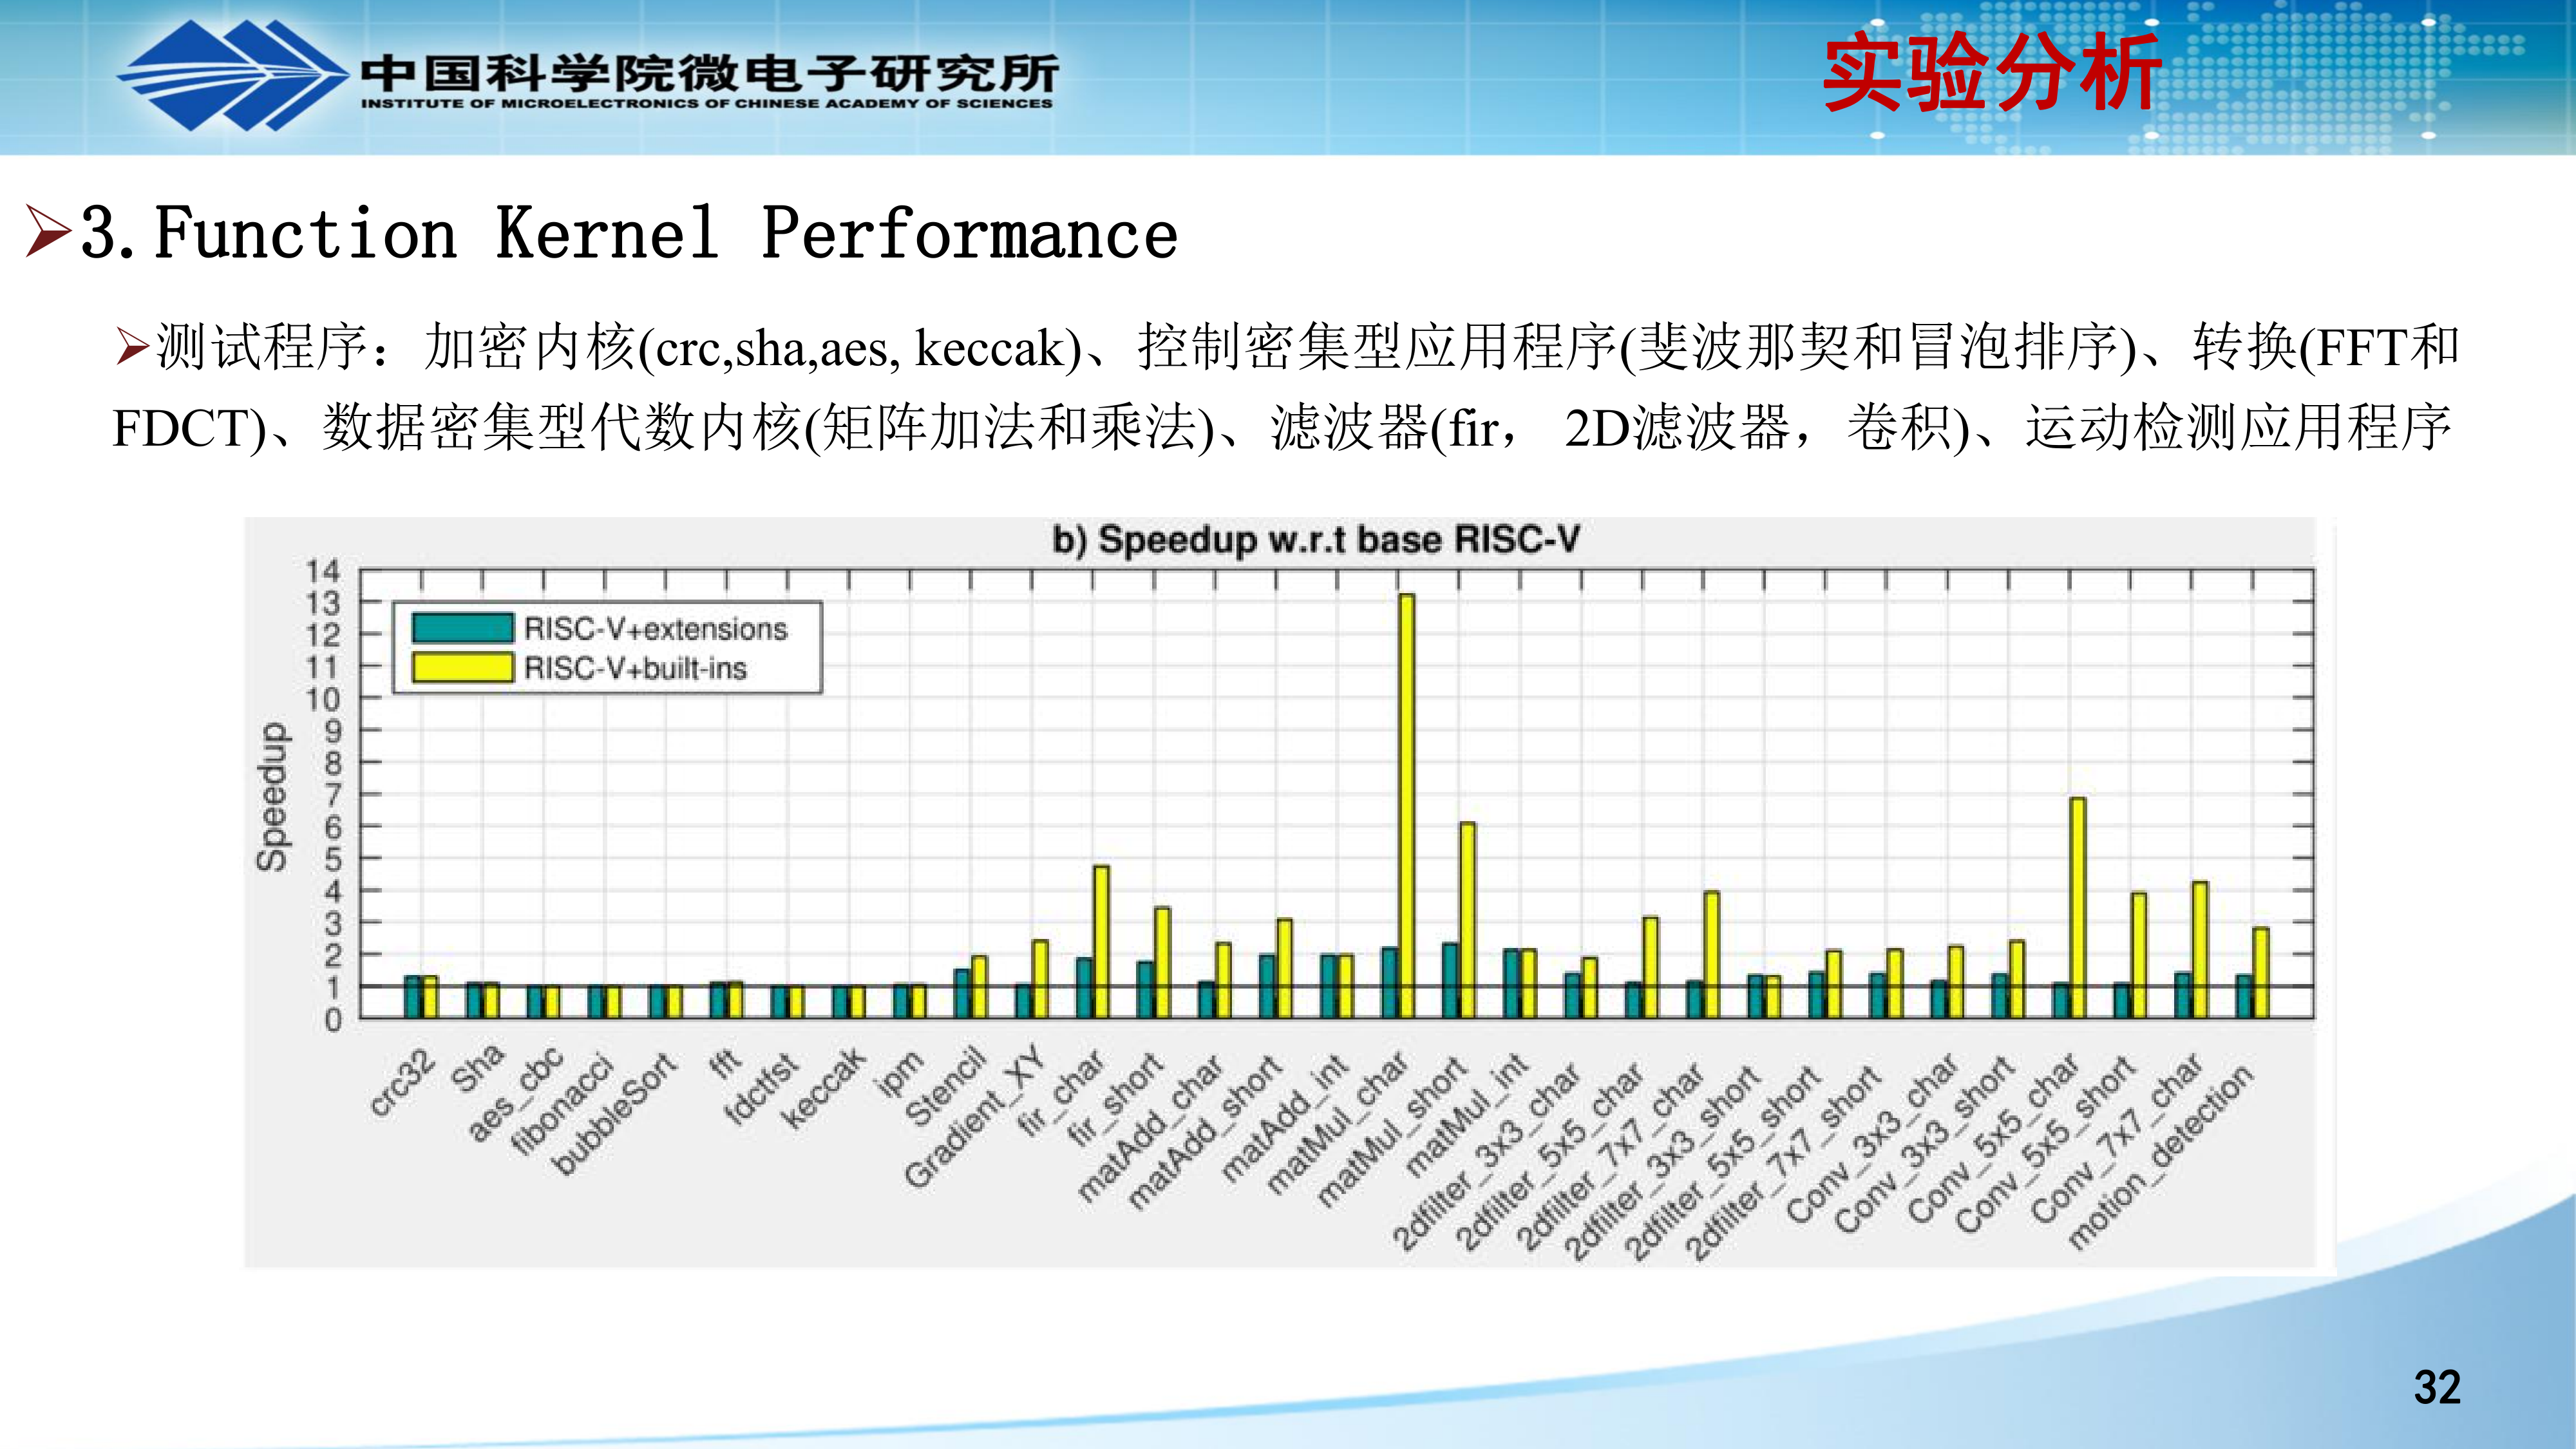 中国科学院微电子研究所
INSTITUTE OF MICROELECTRONICS OF CHINESE ACADEMY OF SCIENCES
实验分析
3.Function Kernel Performance
测试程序：加密内核(crc,sha,aes, keccak)、控制密集型应用程序(斐波那契和冒泡排序)、转换(FFT和
FDCT)、数据密集型代数内核(矩阵加法和乘法)、滤波器(fir， 2D滤波器，卷积)、运动检测应用程序
b) Speedup w.r.t base RISC-V
RISC-V+extensions
RISC-V+built-ins
Speedup
14
13
12
11
10
9
8
7
6
5
4
3
2
1
0
crc32
Sha
aes_cbc
fibonacci
bubbleSort
fft
fdctfst
keccak
ipm
Stencil
Gradient_XY
fir_char
fir_short
matAdd_char
matAdd_short
matAdd_int
matMul_char
matMul_short
matMul_int
2dfilter_3x3_char
2dfilter_5x5_char
2dfilter_7x7_char
2dfilter_3x3_short
2dfilter_5x5_short
2dfilter_7x7_short
Conv_3x3_char
Conv_3x3_short
Conv_5x5_char
Conv_5x5_short
Conv_7x7_char
motion_detection
32